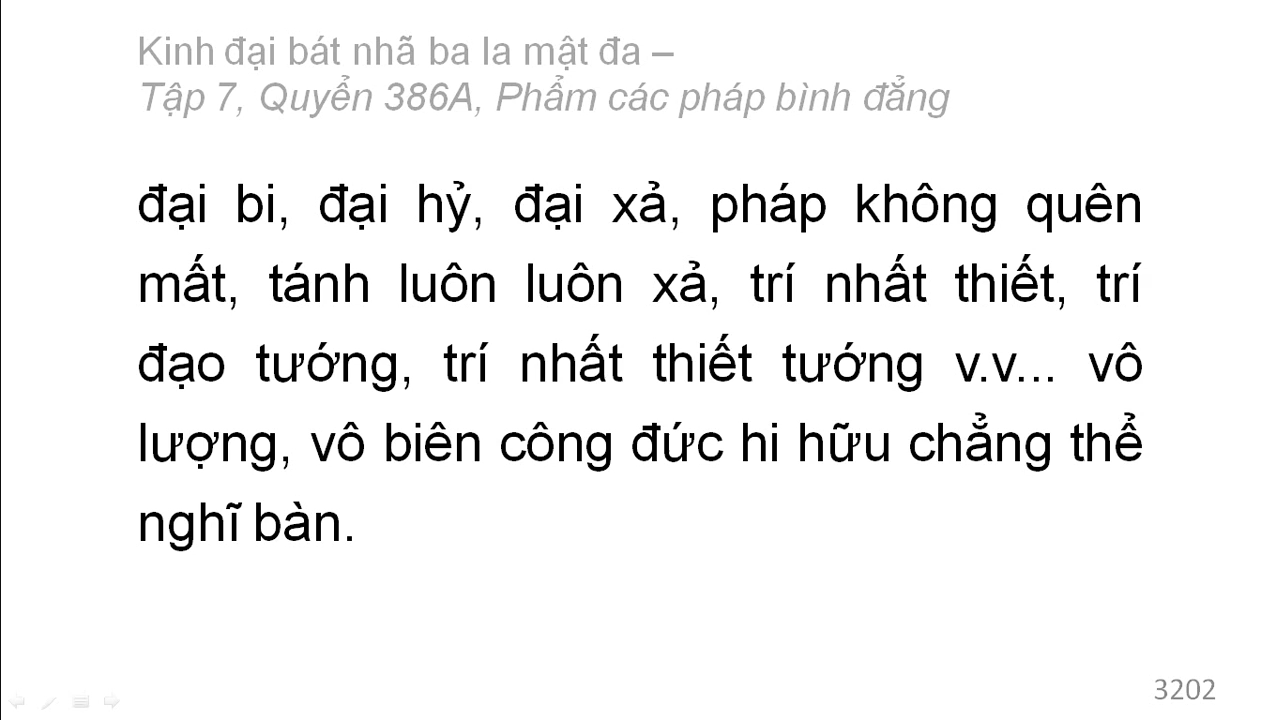 Kinh đại bát nhã ba la mật đa –
Tập 7, Quyển 386A, Phẩm các pháp bình đẳng
đại bi, đại hỷ, đại xả, pháp không quên
mất, tánh luôn luôn xả, trí nhất thiết, trí
đạo tướng, trí nhất thiết tướng v.v... vô
lượng, vô biên công đức hi hữu chẳng thể
nghĩ bàn.
3202